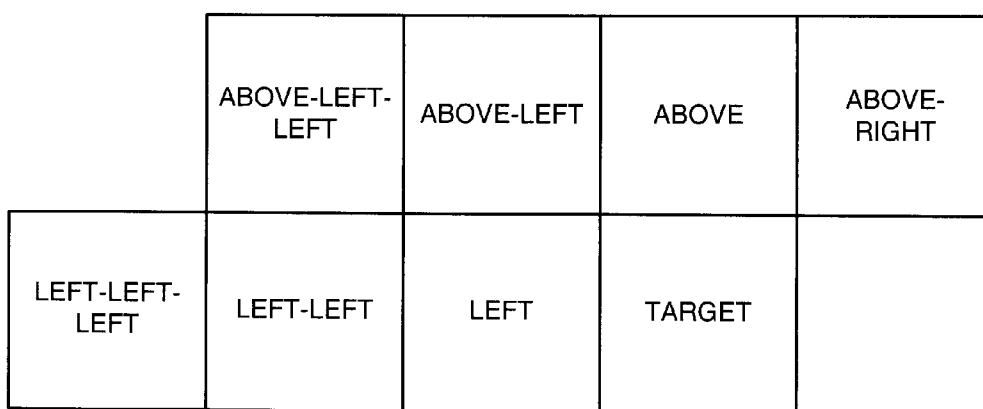 ABOVE-LEFT-
LEFT
ABOVE-LEFT
ABOVE
ABOVE-
RIGHT
LEFT-LEFT-
LEFT
LEFT-LEFT
LEFT
TARGET